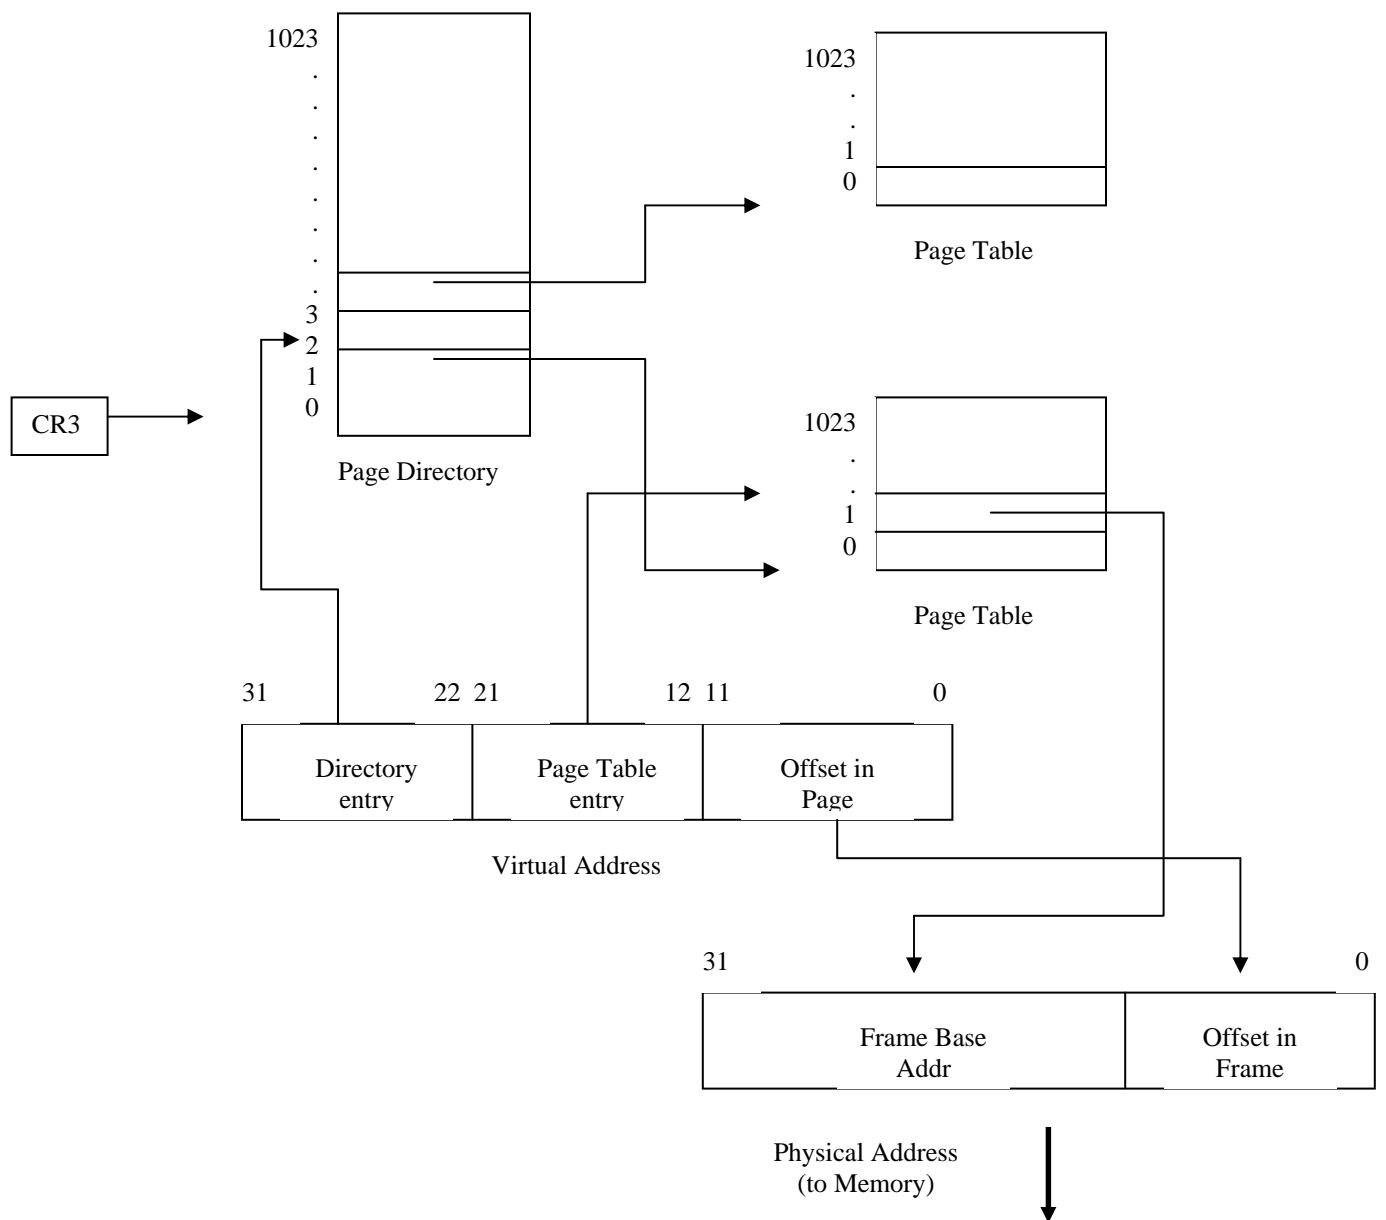 1023
.
.
.
.
.
.
.
.
3
2
1
0
Page Directory
CR3
1023
.
.
1
0
Page Table
1023
.
.
1
0
Page Table
31 22 21 12 11 0
Directory
entry
Page Table
entry
Offset in
Page
Virtual Address
31 0
Frame Base
Addr
Offset in
Frame
Physical Address
(to Memory)